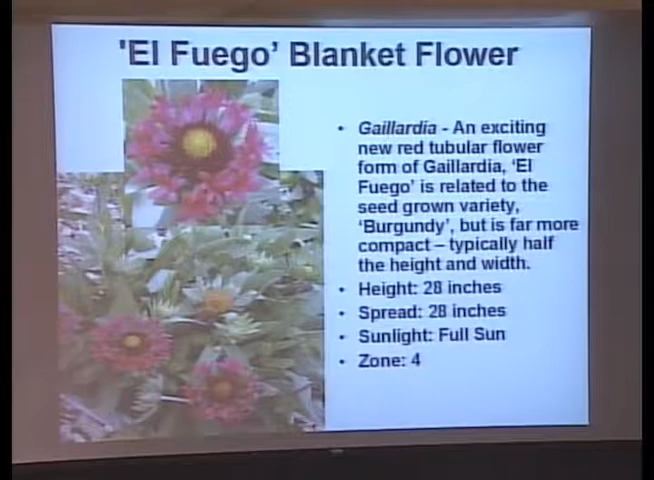 'El Fuego' Blanket Flower
• Gaillardia - An exciting
new red tubular flower
form of Gaillardia, 'El
Fuego' is related to the
seed grown variety,
'Burgundy', but is far more
compact – typically half
the height and width.
• Height: 28 inches
• Spread: 28 inches
• Sunlight: Full Sun
• Zone: 4